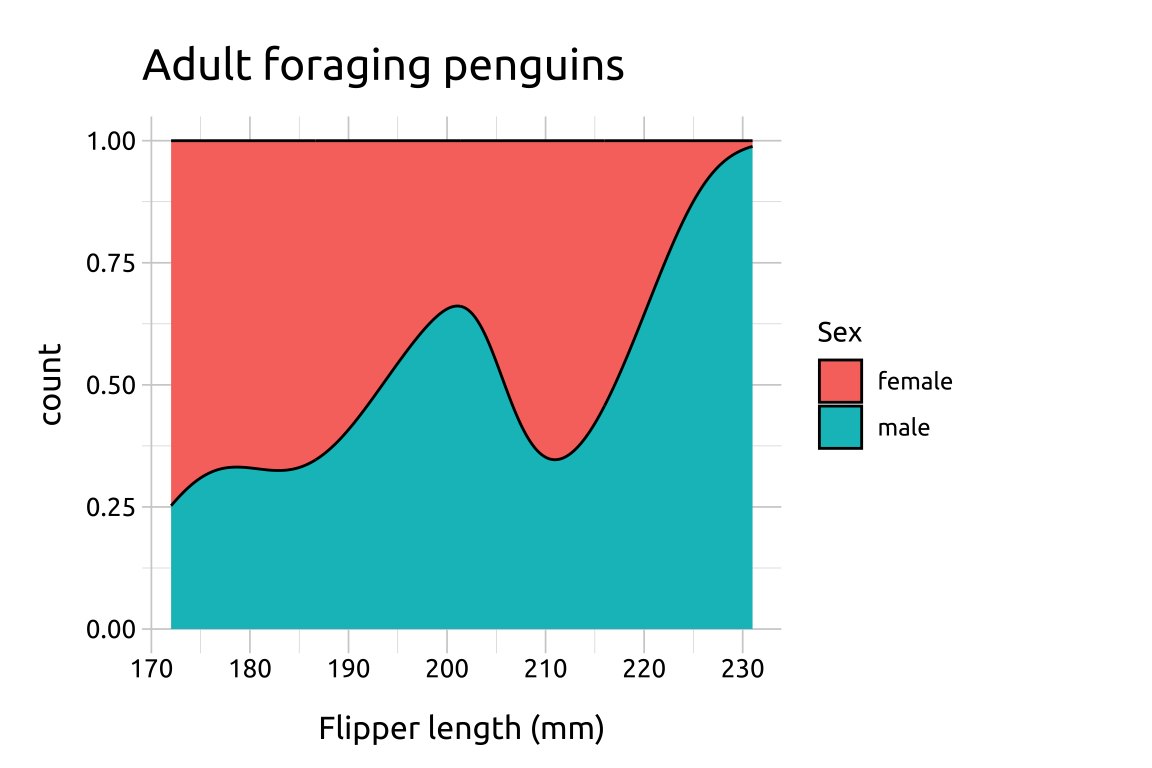 Adult foraging penguins
1.00
0.75
0.50
0.25
0.00
count
170 180 190 200 210 220 230
Flipper length (mm)
Sex
female
male